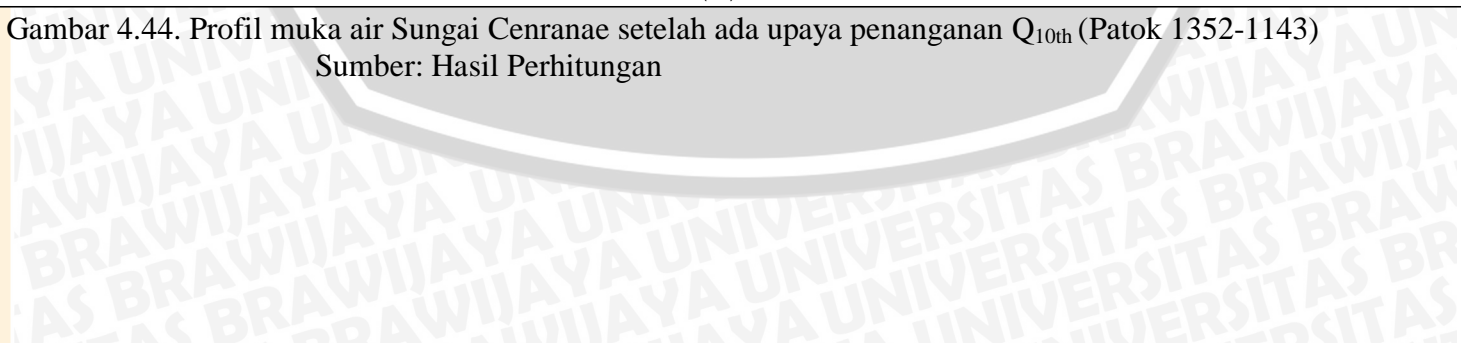 Gambar 4.44. Profil muka air Sungai Cenranae setelah ada upaya penanganan Q10th (Patok 1352-1143)
Sumber: Hasil Perhitungan